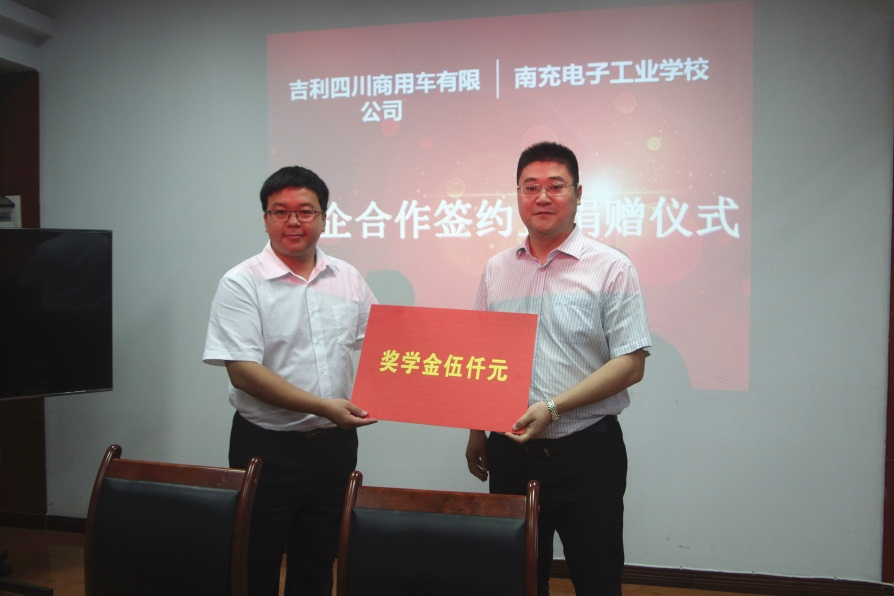 吉利四川商用车有限
公司
南充电子工业学校
企合作签约
捐赠仪式
奖学金伍仟元